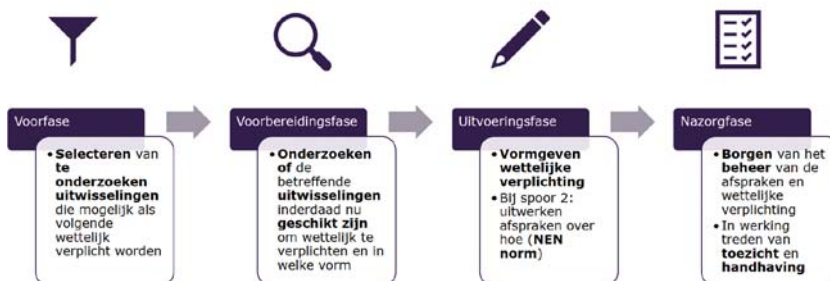 Voorfase
• Selecteren van
te
onderzoeken
uitwisselingen
die mogelijk als
volgende
wettelijk
verplicht worden
Voorbereidingsfase
• Onderzoeken
of de
betreffende
uitwisselingen
inderdaad nu
geschikt zijn
om wettelijk te
verplichten en in
welke vorm
Uitvoeringsfase
• Vormgeven
wettelijke
verplichting
• Bij spoor 2:
uitwerken
afspraken over
hoe (NEN
norm)
Nazorgfase
• Borgen van het
beheer van de
afspraken en
wettelijke
verplichting
• In werking
treden van
toezicht en
handhaving